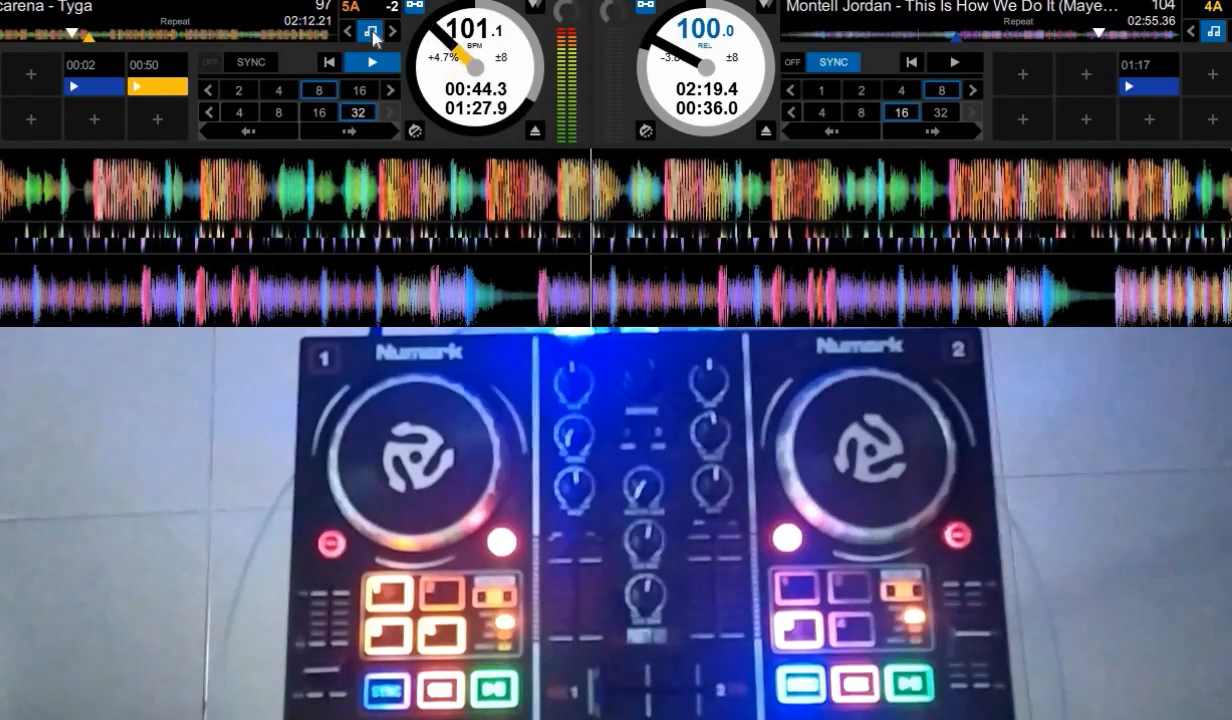 carena - Tyga
97
5A
-2
Repeat
02:12.21
00:02
00:50
OFF
SYNC
2
4
8
16
4
8
16
32
101.1
BPM
+4.7%
±8
00:44.3
01:27.9
100.0
REL
±8
02:19.4
00:36.0
Montell Jordan - This Is How We Do It (Maye...
104
4A
Repeat
02:55.36
OFF
SYNC
1
2
4
8
4
8
16
32
01:17
1
Numark
Numark
2
SYNC
1
2